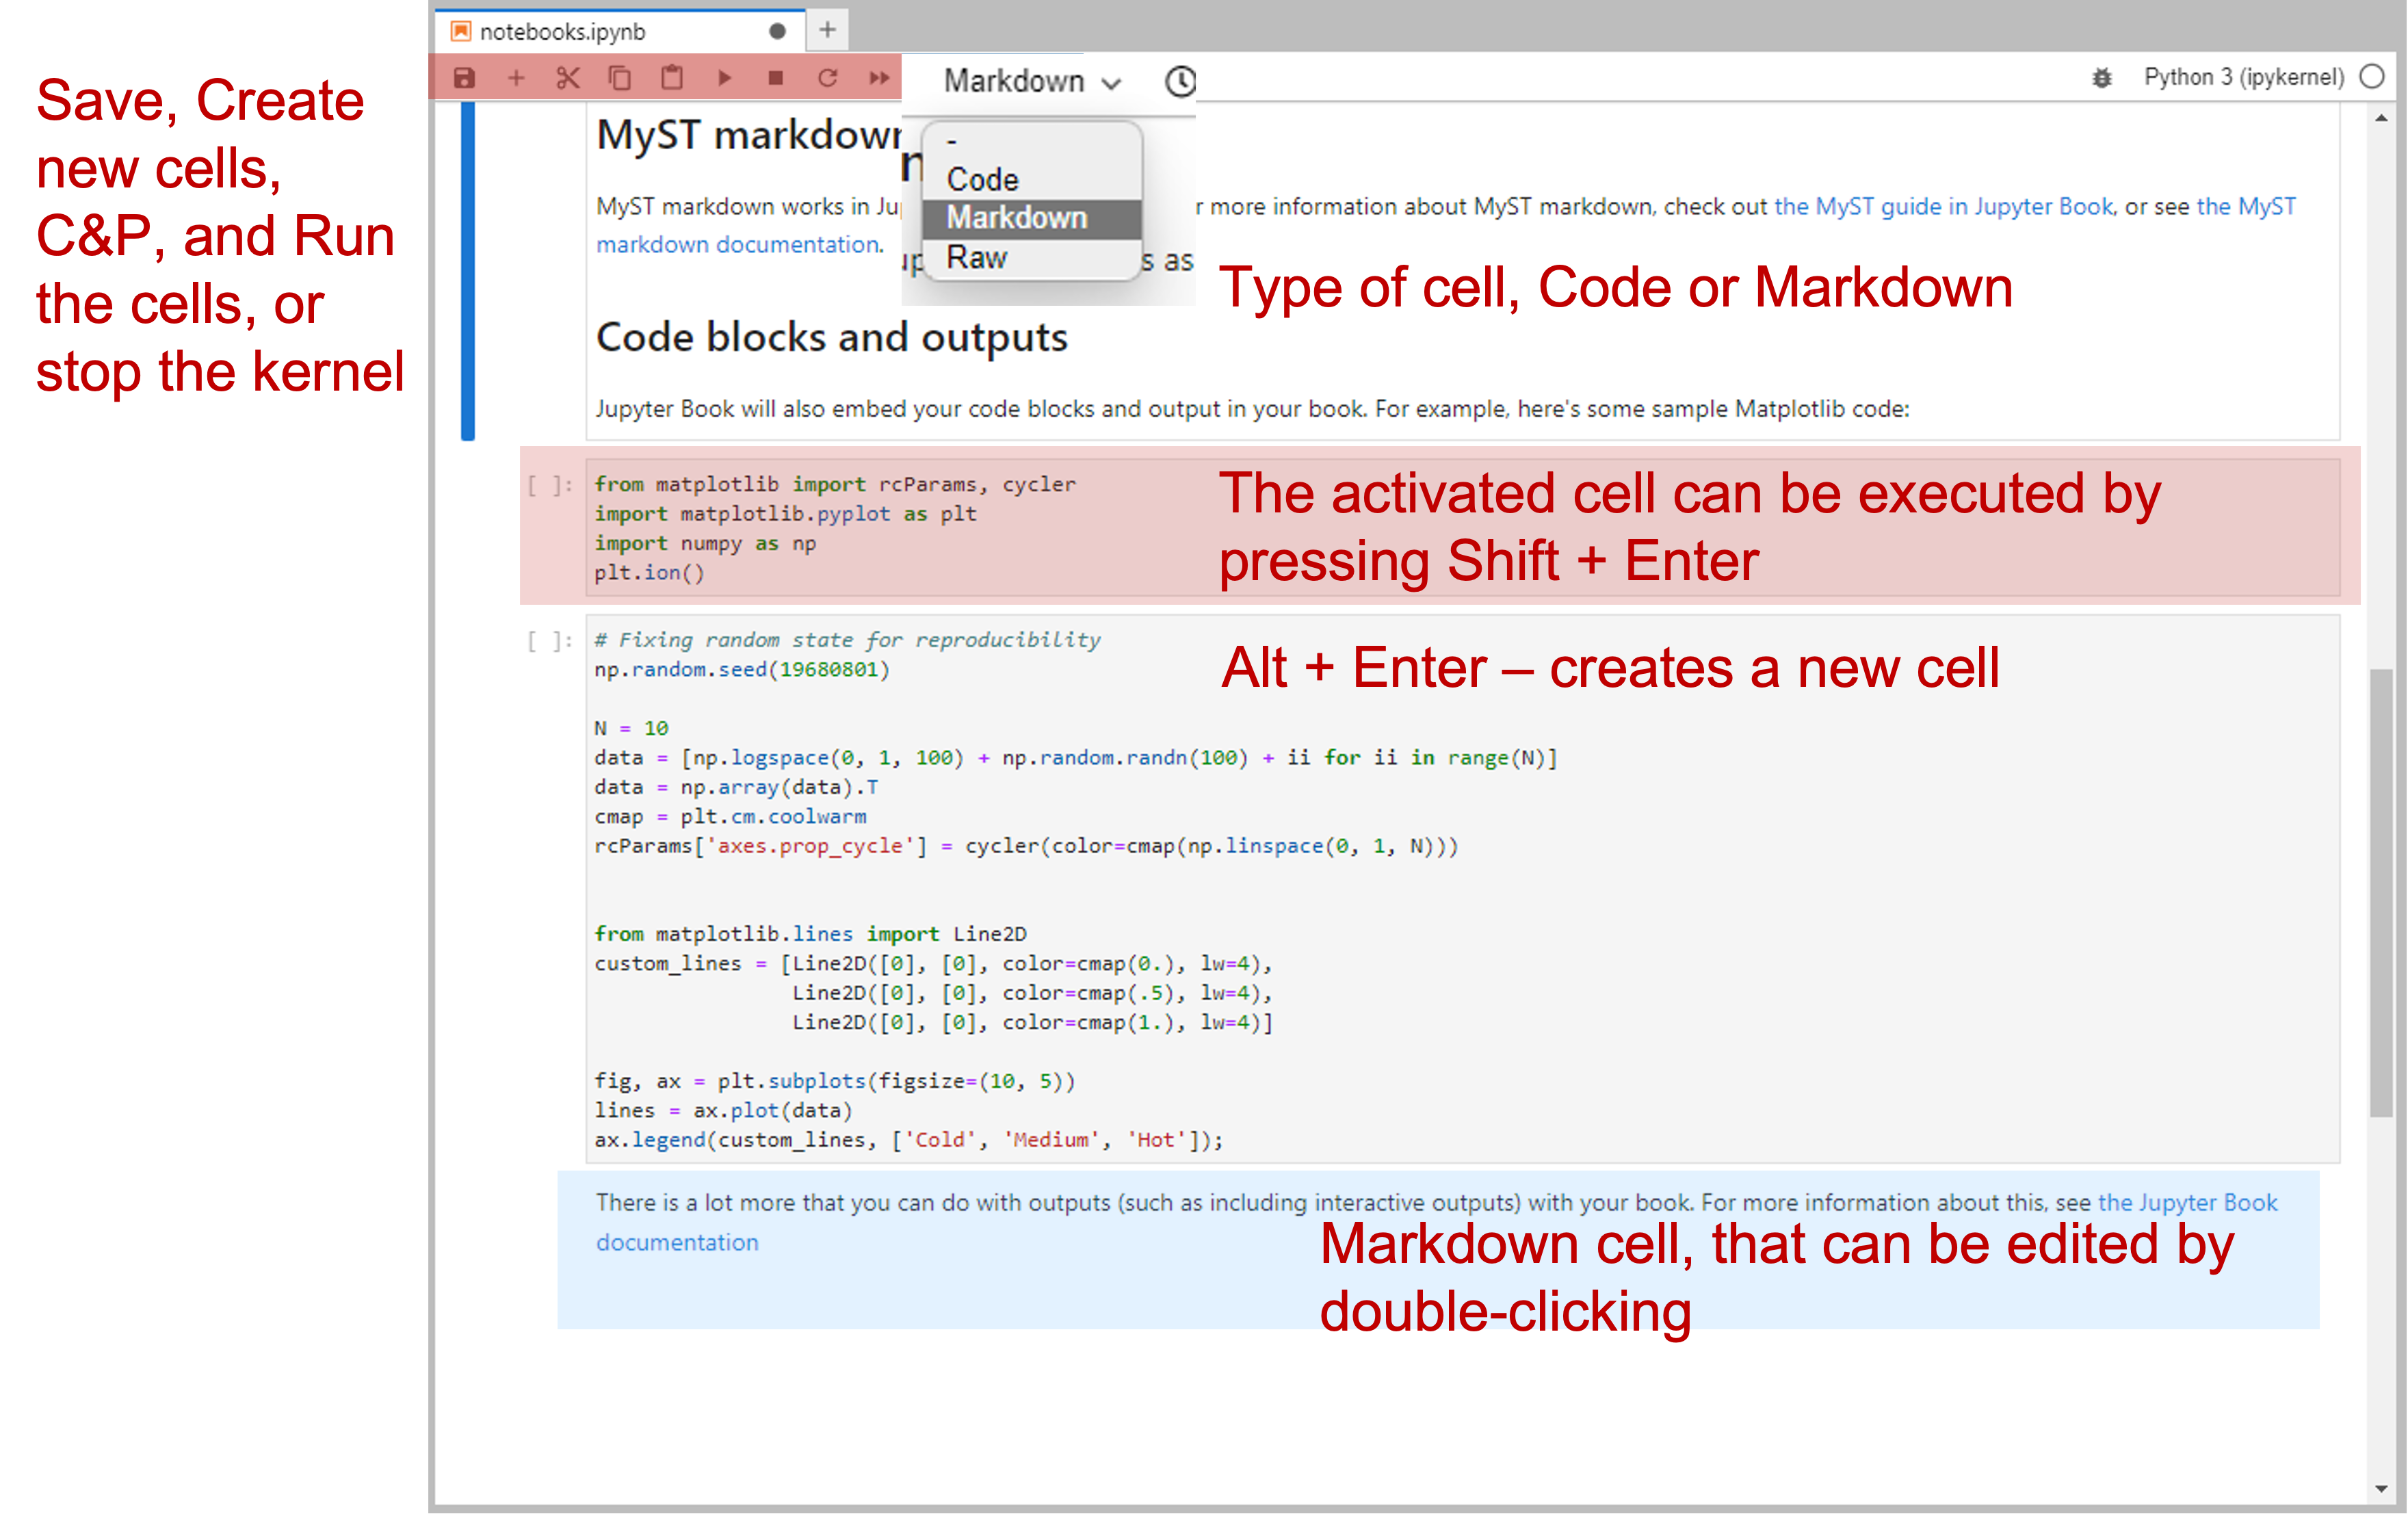 notebooks.ipynb
Save, Create
new cells,
C&P, and Run
the cells, or
stop the kernel
Markdown
Python 3 (ipykernel)
-
Code
Markdown
Raw
MyST markdown
MyST markdown works in Ju r more information about MyST markdown, check out the MyST guide in Jupyter Book, or see the MyST
markdown documentation.
up s as
Type of cell, Code or Markdown
Code blocks and outputs
Jupyter Book will also embed your code blocks and output in your book. For example, here's some sample Matplotlib code:
[ ]: from matplotlib import rcParams, cycler
import matplotlib.pyplot as plt
import numpy as np
plt.ion()
The activated cell can be executed by
pressing Shift + Enter
[ ]: # Fixing random state for reproducibility
np.random.seed(19680801)
Alt + Enter – creates a new cell
N = 10
data = [np.logspace(0, 1, 100) + np.random.randn(100) + ii for ii in range(N)]
data = np.array(data).T
cmap = plt.cm.coolwarm
rcParams['axes.prop_cycle'] = cycler(color=cmap(np.linspace(0, 1, N)))
from matplotlib.lines import Line2D
custom_lines = [Line2D([0], [0], color=cmap(0.), lw=4),
Line2D([0], [0], color=cmap(.5), lw=4),
Line2D([0], [0], color=cmap(1.), lw=4)]
fig, ax = plt.subplots(figsize=(10, 5))
lines = ax.plot(data)
ax.legend(custom_lines, ['Cold', 'Medium', 'Hot']);
There is a lot more that you can do with outputs (such as including interactive outputs) with your book. For more information about this, see the Jupyter Book
documentation
Markdown cell, that can be edited by
double-clicking